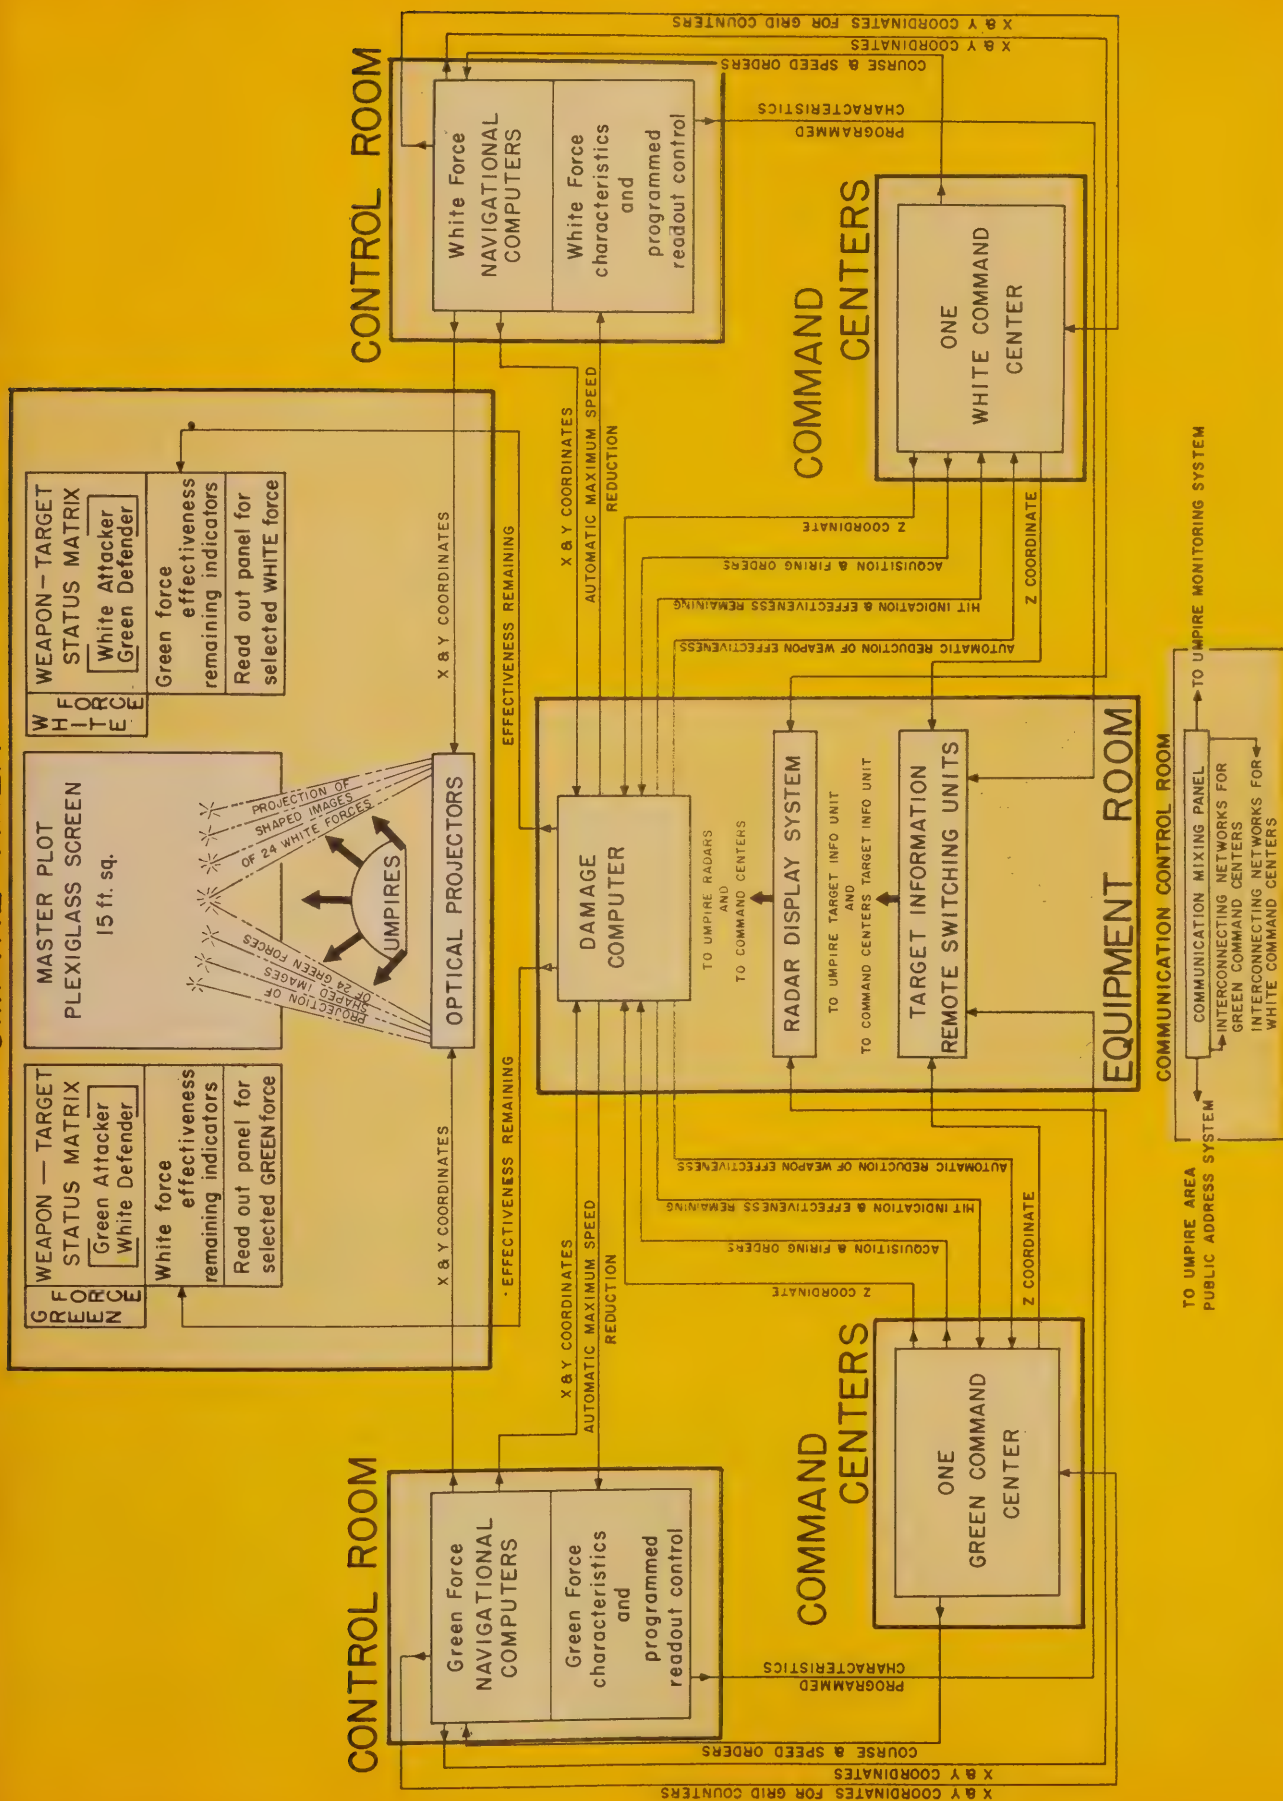 GREEN
FORCE
WEAPON — TARGET
STATUS MATRIX
Green Attacker
White Defender
White force
effectiveness
remaining indicators
Read out panel for
selected GREEN force
MASTER PLOT
PLEXIGLASS SCREEN
15 ft. sq.
PROJECTION OF
SHAPED IMAGES
OF 24 GREEN FORCES
PROJECTION OF
SHAPED IMAGES
OF 24 WHITE FORCES
UMPIRES
OPTICAL PROJECTORS
WHITE
FORCE
WEAPON-TARGET
STATUS MATRIX
White Attacker
Green Defender
Green force
effectiveness
remaining indicators
Read out panel for
selected WHITE force
X & Y COORDINATES
X & Y COORDINATES
EFFECTIVENESS REMAINING
EFFECTIVENESS REMAINING
CONTROL ROOM
Green Force
NAVIGATIONAL
COMPUTERS
Green Force
characteristics
and
programmed
readout control
X & Y COORDINATES
AUTOMATIC MAXIMUM SPEED
REDUCTION
X & Y COORDINATES FOR GRID COUNTERS
X & Y COORDINATES
COURSE & SPEED ORDERS
PROGRAMMED
CHARACTERISTICS
CONTROL ROOM
White Force
NAVIGATIONAL
COMPUTERS
White Force
characteristics
and
programmed
readout control
X & Y COORDINATES
AUTOMATIC MAXIMUM SPEED
REDUCTION
PROGRAMMED
CHARACTERISTICS
COURSE & SPEED ORDERS
X & Y COORDINATES
X & Y COORDINATES FOR GRID COUNTERS
DAMAGE
COMPUTER
TO UMPIRE RADARS
AND
TO COMMAND CENTERS
RADAR DISPLAY SYSTEM
TO UMPIRE TARGET INFO UNIT
AND
TO COMMAND CENTERS TARGET INFO UNIT
TARGET INFORMATION
REMOTE SWITCHING UNITS
EQUIPMENT ROOM
Z COORDINATE
ACQUISITION & FIRING ORDERS
HIT INDICATION & EFFECTIVENESS REMAINING
AUTOMATIC REDUCTION OF WEAPON EFFECTIVENESS
Z COORDINATE
AUTOMATIC REDUCTION OF WEAPON EFFECTIVENESS
HIT INDICATION & EFFECTIVENESS REMAINING
ACQUISITION & FIRING ORDERS
Z COORDINATE
Z COORDINATE
COMMAND
CENTERS
ONE
GREEN COMMAND
CENTER
COMMAND
CENTERS
ONE
WHITE COMMAND
CENTER
COMMUNICATION CONTROL ROOM
COMMUNICATION MIXING PANEL
TO UMPIRE AREA
PUBLIC ADDRESS SYSTEM
INTERCONNECTING NETWORKS FOR
GREEN COMMAND CENTERS
INTERCONNECTING NETWORKS FOR
WHITE COMMAND CENTERS
TO UMPIRE MONITORING SYSTEM